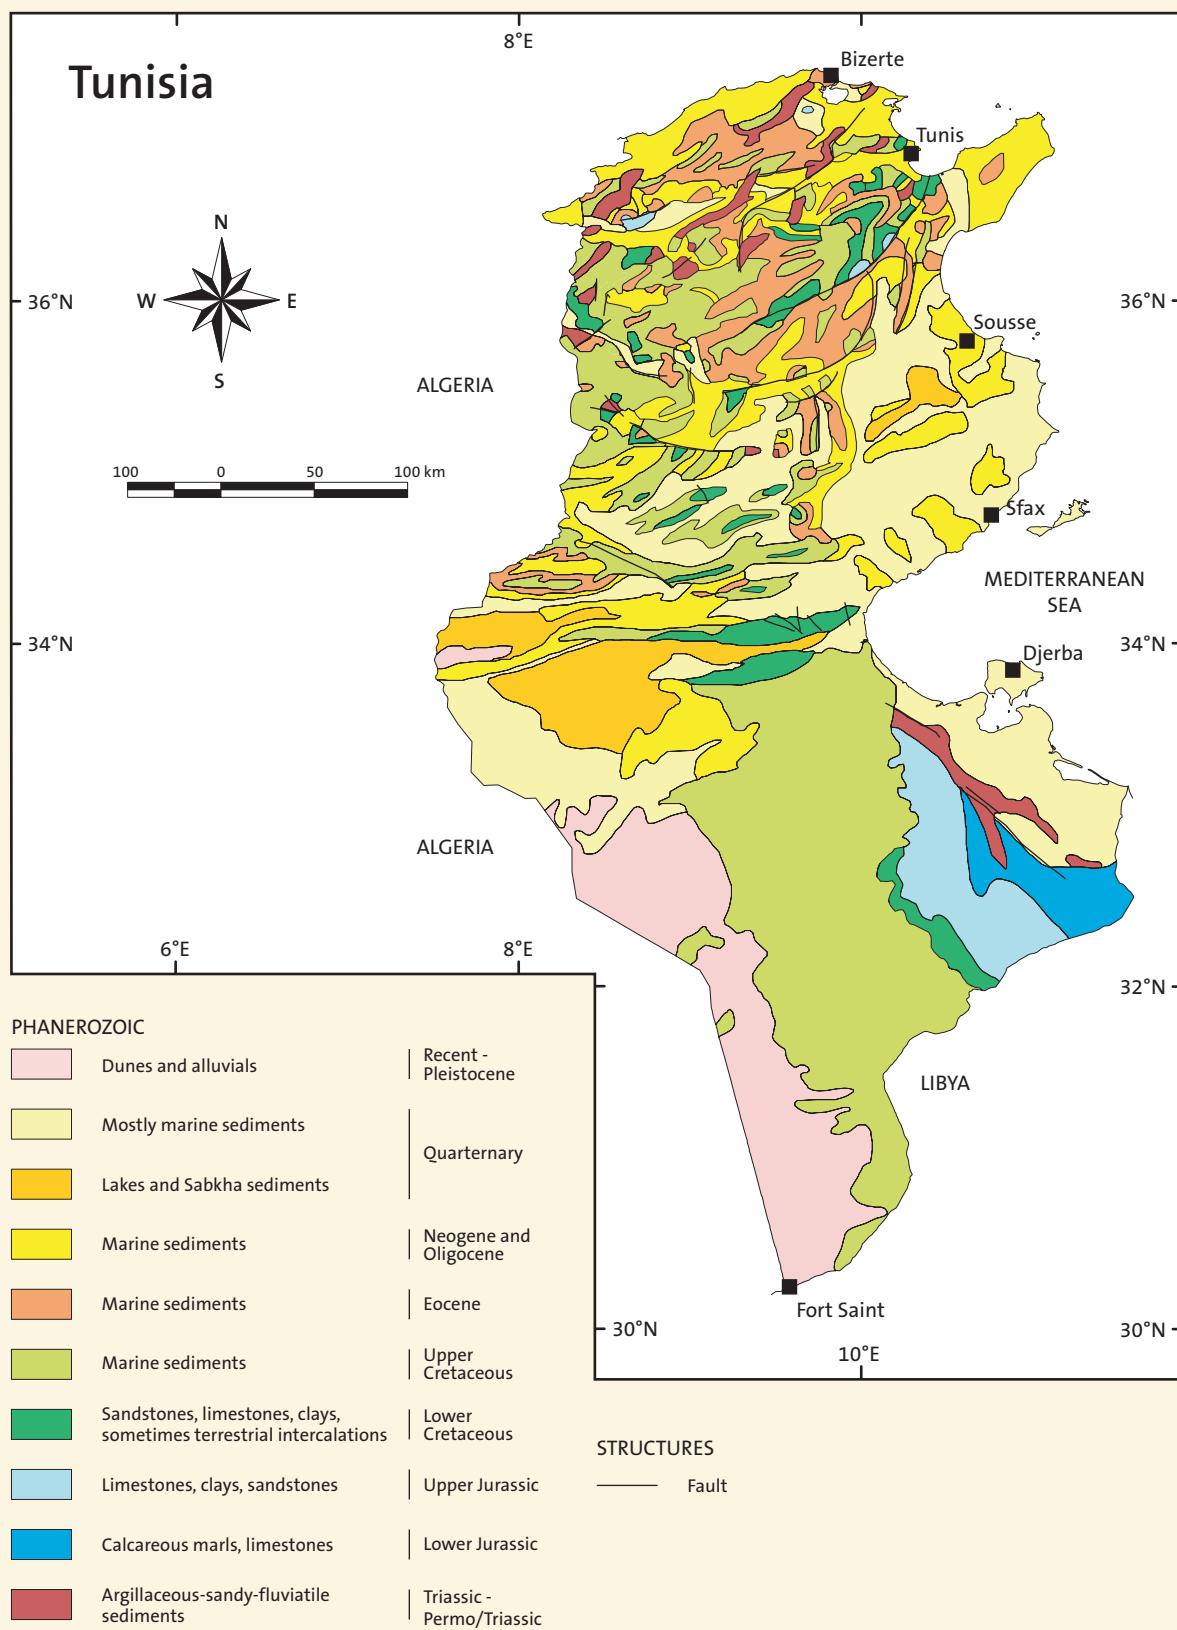 8°E
Tunisia
Bizerte
Tunis
N
W
E
S
36°N
36°N
Sousse
ALGERIA
100
0
50
100 km
Sfax
MEDITERRANEAN
SEA
34°N
34°N
Djerba
ALGERIA
6°E
8°E
32°N
LIBYA
Fort Saint
30°N
30°N
10°E
PHANEROZOIC
Dunes and alluvials
Recent -
Pleistocene
Mostly marine sediments
Quarternary
Lakes and Sabkha sediments
Marine sediments
Neogene and
Oligocene
Marine sediments
Eocene
Marine sediments
Upper
Cretaceous
Sandstones, limestones, clays,
sometimes terrestrial intercalations
Lower
Cretaceous
Limestones, clays, sandstones
Upper Jurassic
Calcareous marls, limestones
Lower Jurassic
Argillaceous-sandy-fluviatile
sediments
Triassic -
Permo/Triassic
STRUCTURES
Fault